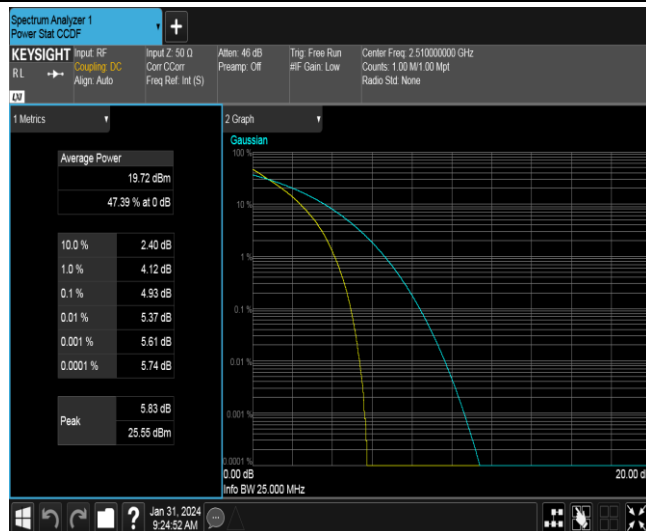 Spectrum Analyzer 1
Power Stat CCDF
+
KEYSIGHT
RL
Input: RF
Coupling: DC
Align: Auto
Input Z: 50 Ω
Corr CCorr
Freq Ref: Int (S)
Atten: 46 dB
Preamp: Off
Trig: Free Run
#IF Gain: Low
Center Freq: 2.510000000 GHz
Counts: 1.00 M/1.00 Mpt
Radio Std: None
1 Metrics
Average Power
19.72 dBm
47.39 % at 0 dB
10.0 % 2.40 dB
1.0 % 4.12 dB
0.1 % 4.93 dB
0.01 % 5.37 dB
0.001 % 5.61 dB
0.0001 % 5.74 dB
Peak
5.83 dB
25.55 dBm
2 Graph
Gaussian
100 %
10 %
1 %
0.1 %
0.01 %
0.001 %
0.0001 %
0.00 dB
20.00 d
Info BW 25.000 MHz
?
Jan 31, 2024
9:24:52 AM